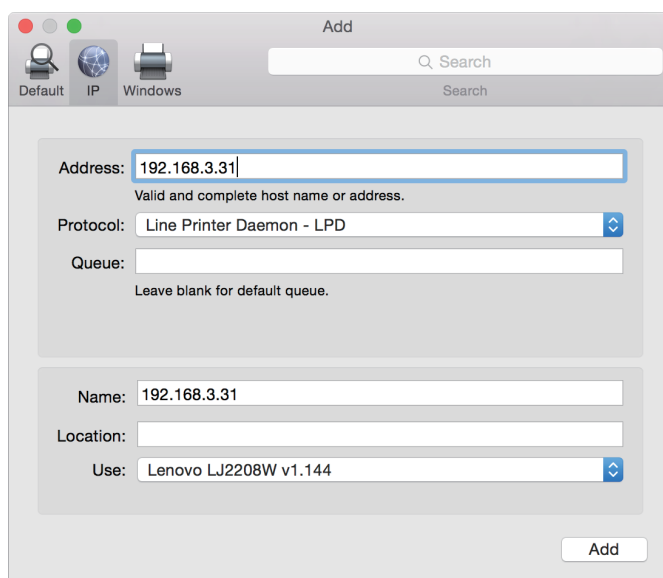 Add
Search
Default IP Windows Search
Address: 192.168.3.31
Valid and complete host name or address.
Protocol: Line Printer Daemon - LPD
Queue:
Leave blank for default queue.
Name: 192.168.3.31
Location:
Use: Lenovo LJ2208W v1.144
Add